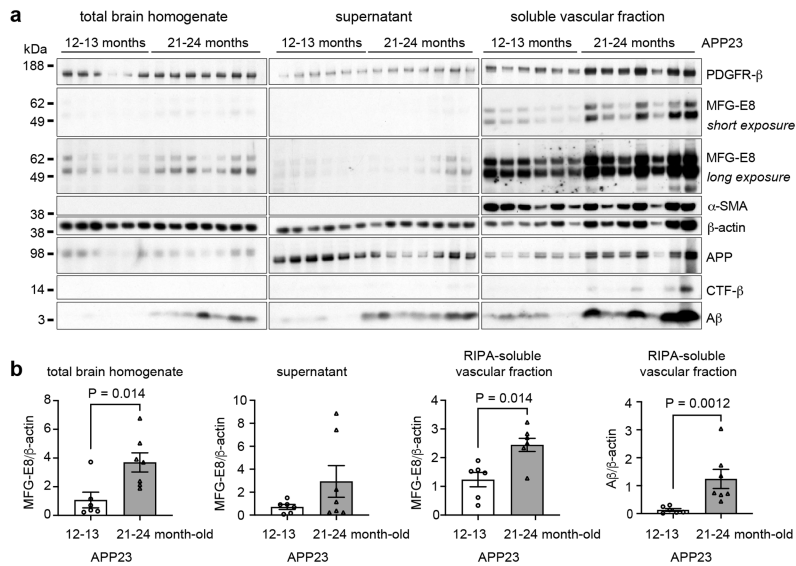 a
total brain homogenate
supernatant
soluble vascular fraction
12-13 months
21-24 months
12-13 months
21-24 months
12-13 months
21-24 months
APP23
kDa
188
PDGFR-β
62
49
MFG-E8
short exposure
62
49
MFG-E8
long exposure
38
α-SMA
38
β-actin
98
APP
14
CTF-β
3
Aβ
b
total brain homogenate
P = 0.014
MFG-E8/β-actin
8
6
4
2
0
12-13
21-24 month-old
APP23
supernatant
MFG-E8/β-actin
10
8
6
4
2
0
12-13
21-24 month-old
APP23
RIPA-soluble
vascular fraction
P = 0.014
MFG-E8/β-actin
4
3
2
1
0
12-13
21-24 month-old
APP23
RIPA-soluble
vascular fraction
P = 0.0012
Aβ/β-actin
4
3
2
1
0
12-13
21-24 month-old
APP23